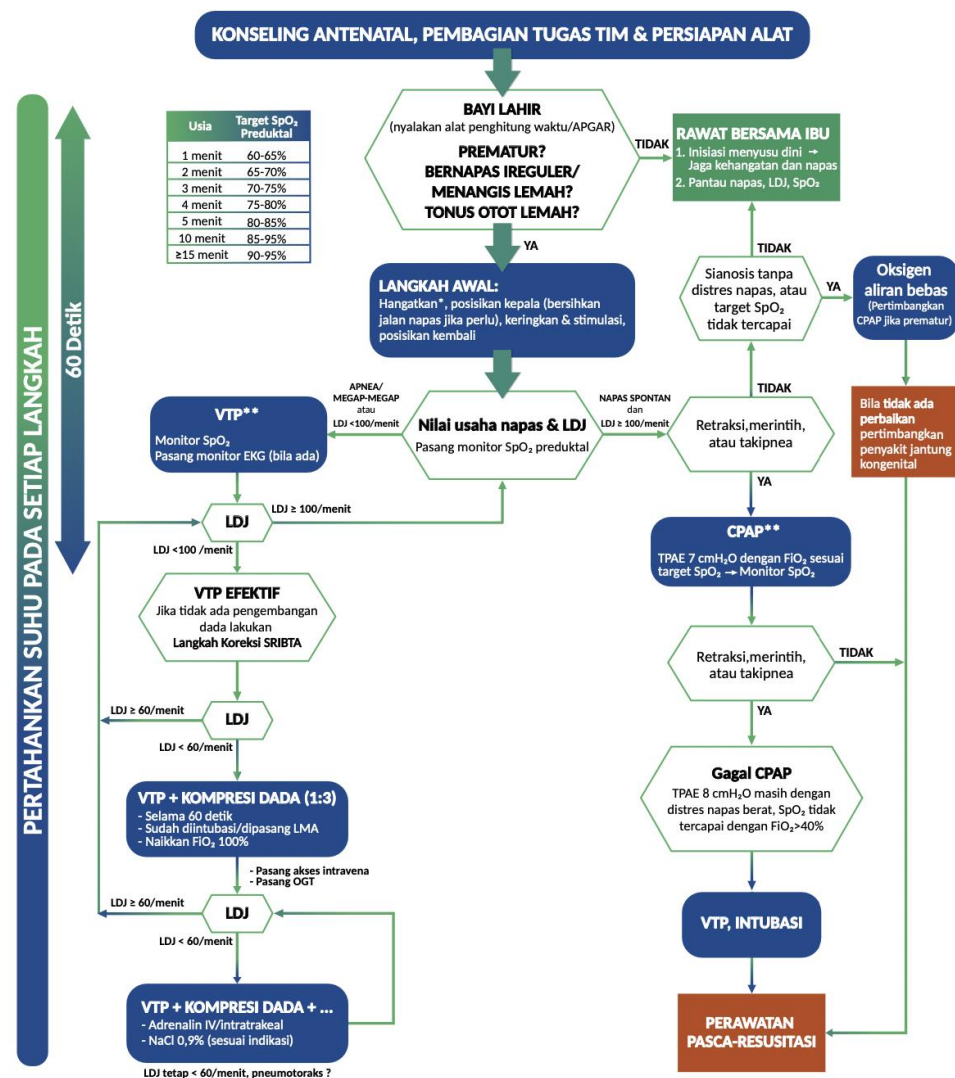 KONSELING ANTENATAL, PEMBAGIAN TUGAS TIM & PERSIAPAN ALAT
PERTAHANKAN SUHU PADA SETIAP LANGKAH
60 Detik
Usia Target SpO₂
Preduktal
1 menit 60-65%
2 menit 65-70%
3 menit 70-75%
4 menit 75-80%
5 menit 80-85%
10 menit 85-95%
≥15 menit 90-95%
BAYI LAHIR
(nyalakan alat penghitung waktu/APGAR)
PREMATUR?
BERNAPAS IREGULER/
MENANGIS LEMAH?
TONUS OTOT LEMAH?
TIDAK
RAWAT BERSAMA IBU
1. Inisiasi menyusu dini →
Jaga kehangatan dan napas
2. Pantau napas, LDJ, SpO₂
YA
LANGKAH AWAL:
Hangatkan*, posisikan kepala (bersihkan
jalan napas jika perlu), keringkan & stimulasi,
posisikan kembali
TIDAK
Sianosis tanpa
distres napas, atau
target SpO₂
tidak tercapai
YA
Oksigen
aliran bebas
(Pertimbangkan
CPAP jika prematur)
TIDAK
Bila tidak ada
perbaikan
pertimbangkan
penyakit jantung
kongenital
Nilai usaha napas & LDJ
Pasang monitor SpO₂ preduktal
APNEA/
MEGAP-MEGAP
atau
LDJ <100/menit
NAPAS SPONTAN
dan
LDJ ≥ 100/menit
Retraksi,merintih,
atau takipnea
YA
VTP**
Monitor SpO₂
Pasang monitor EKG (bila ada)
LDJ
LDJ ≥ 100/menit
LDJ <100 /menit
VTP EFEKTIF
Jika tidak ada pengembangan
dada lakukan
Langkah Koreksi SRIBTA
LDJ ≥ 60/menit
LDJ
LDJ < 60/menit
VTP + KOMPRESI DADA (1:3)
- Selama 60 detik
- Sudah diintubasi/dipasang LMA
- Naikkan FiO₂ 100%
- Pasang akses intravena
- Pasang OGT
LDJ ≥ 60/menit
LDJ
LDJ < 60/menit
VTP + KOMPRESI DADA + ...
- Adrenalin IV/intratrakeal
- NaCl 0,9% (sesuai indikasi)
LDJ tetap < 60/menit, pneumotoraks ?
CPAP**
TPAE 7 cmH₂O dengan FiO₂ sesuai
target SpO₂ → Monitor SpO₂
Retraksi,merintih,
atau takipnea
TIDAK
YA
Gagal CPAP
TPAE 8 cmH₂O masih dengan
distres napas berat, SpO₂ tidak
tercapai dengan FiO₂>40%
VTP, INTUBASI
PERAWATAN
PASCA-RESUSITASI